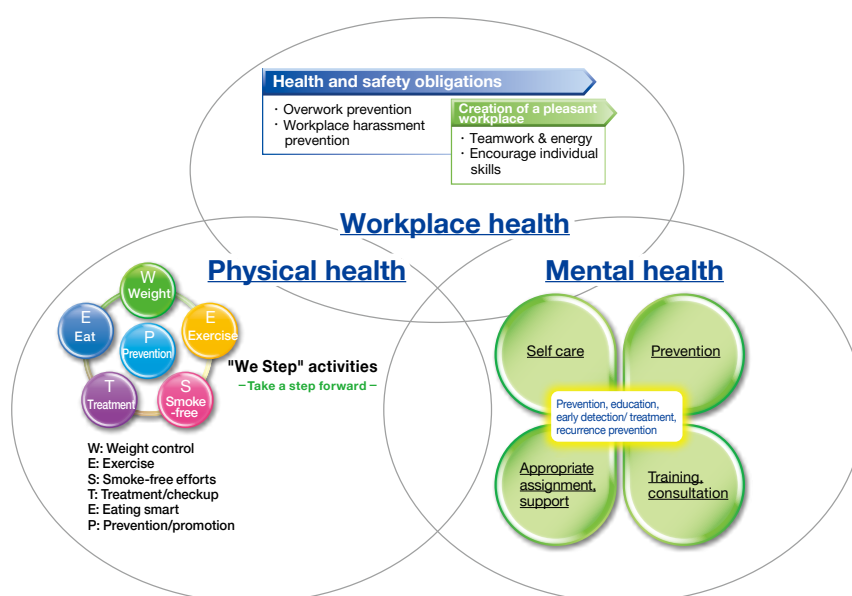 Health and safety obligations
· Overwork prevention
· Workplace harassment
prevention
Creation of a pleasant
workplace
· Teamwork & energy
· Encourage individual
skills
Workplace health
Physical health
W
Weight
E
Eat
E
Exercise
P
Prevention
T
Treatment
S
Smoke
-free
"We Step" activities
–Take a step forward–
W: Weight control
E: Exercise
S: Smoke-free efforts
T: Treatment/checkup
E: Eating smart
P: Prevention/promotion
Mental health
Self care
Prevention
Prevention, education,
early detection/ treatment,
recurrence prevention
Appropriate
assignment,
support
Training,
consultation